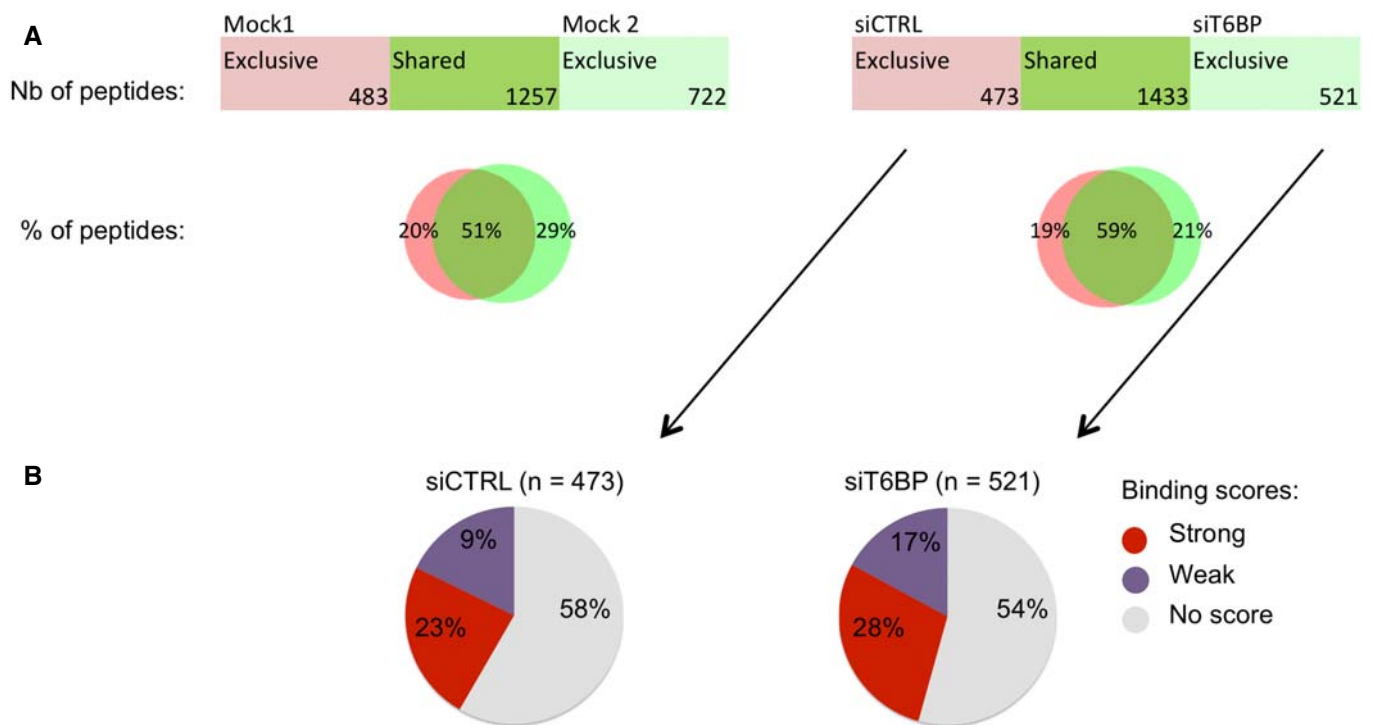 A
Mock1 Mock 2
Exclusive Shared Exclusive
Nb of peptides: 483 1257 722
siCTRL siT6BP
Exclusive Shared Exclusive
473 1433 521
% of peptides: 20% 51% 29%
19% 59% 21%
B
siCTRL (n = 473)
9%
58%
23%
siT6BP (n = 521)
17%
54%
28%
Binding scores:
Strong
Weak
No score